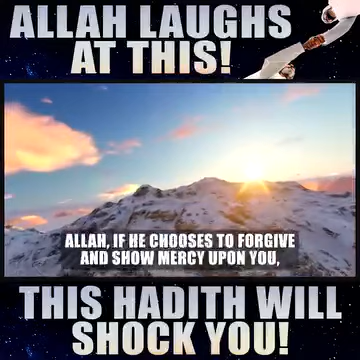 ALLAH LAUGHS
AT THIS!
ALLAH, IF HE CHOOSES TO FORGIVE
AND SHOW MERCY UPON YOU,
THIS HADITH WILL
SHOCK YOU!